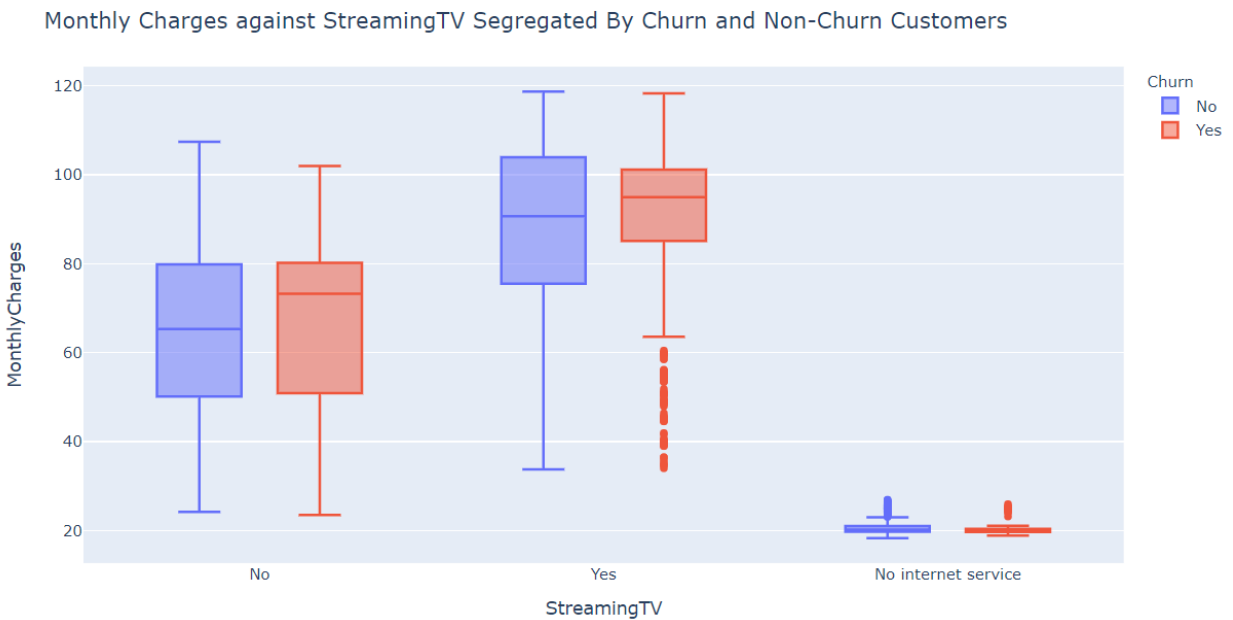 Monthly Charges against StreamingTV Segregated By Churn and Non-Churn Customers
Churn
No
Yes
120
100
80
60
40
20
MonthlyCharges
No
Yes
No internet service
StreamingTV